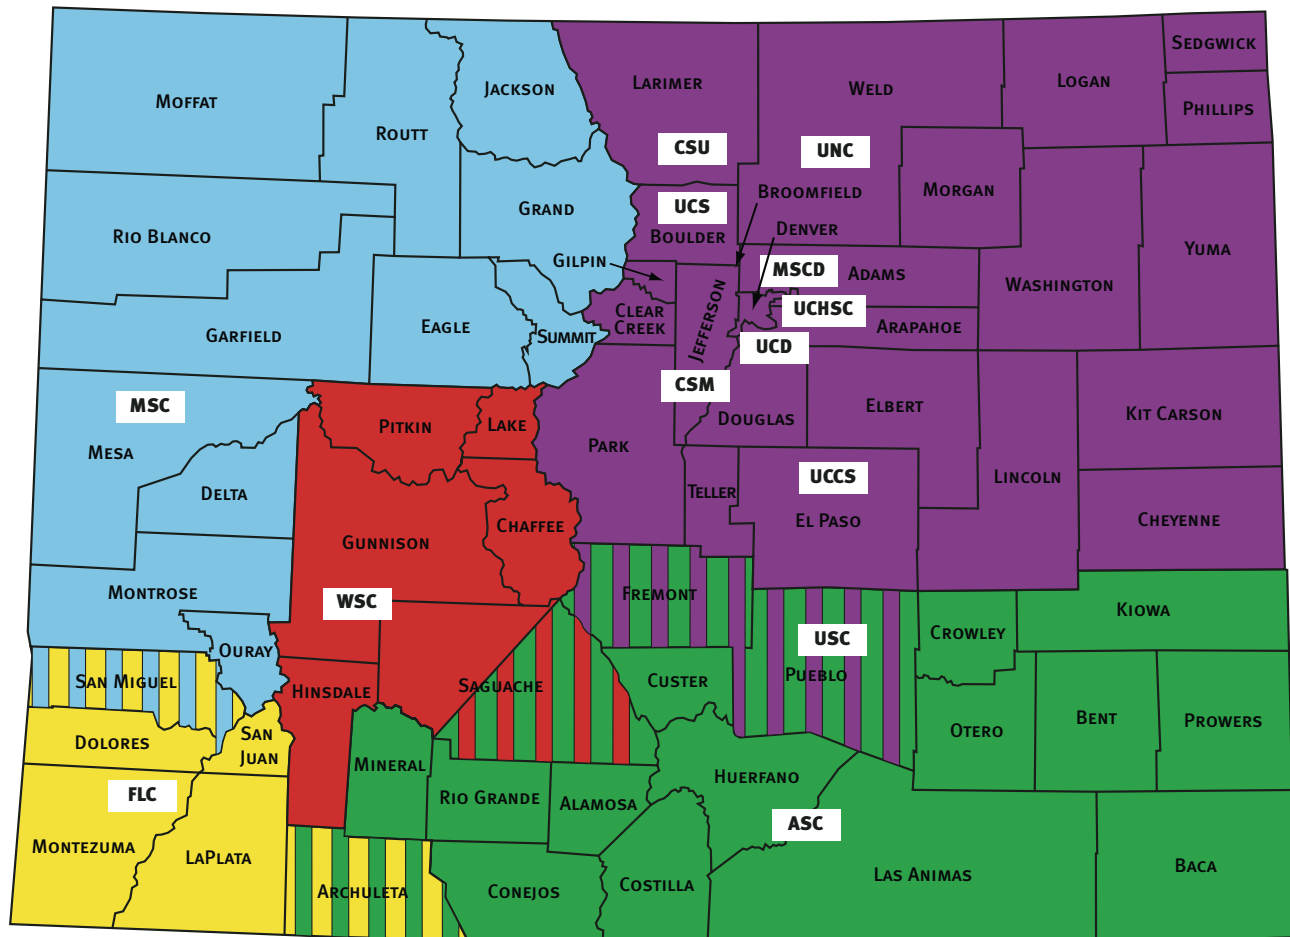 SEDGWICK
MOFFAT
JACKSON
LARIMER
WELD
LOGAN
PHILLIPS
ROUTT
CSU
UNC
BROOMFIELD
MORGAN
GRAND
UCS
RIO BLANCO
BOULDER
DENVER
YUMA
GILPIN
MSCD
ADAMS
WASHINGTON
CLEAR
CREEK
JEFFERSON
UCHSC
ARAPAHOE
EAGLE
GARFIELD
SUMMIT
UCD
CSM
MSC
PITKIN
LAKE
DOUGLAS
ELBERT
KIT CARSON
MESA
PARK
DELTA
TELLER
UCCS
LINCOLN
EL PASO
CHEYENNE
CHAFFEE
GUNNISON
MONTROSE
WSC
FREMONT
KIOWA
OURAY
USC
CROWLEY
SAN MIGUEL
HINSDALE
SAGUACHE
CUSTER
PUEBLO
BENT
PROWERS
OTERO
DOLORES
SAN
JUAN
MINERAL
HUERFANO
FLC
RIO GRANDE
ALAMOSA
ASC
MONTEZUMA
LAPLATA
ARCHULETA
CONEJOS
COSTILLA
LAS ANIMAS
BACA